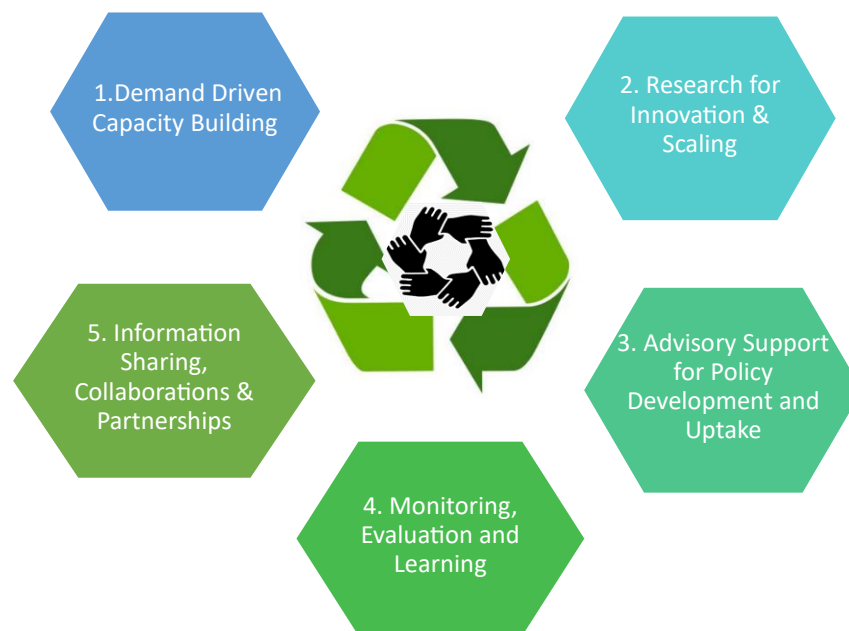 1.Demand Driven
Capacity Building
2. Research for
Innovation &
Scaling
3. Advisory Support
for Policy
Development and
Uptake
4. Monitoring,
Evaluation and
Learning
5. Information
Sharing,
Collaborations &
Partnerships